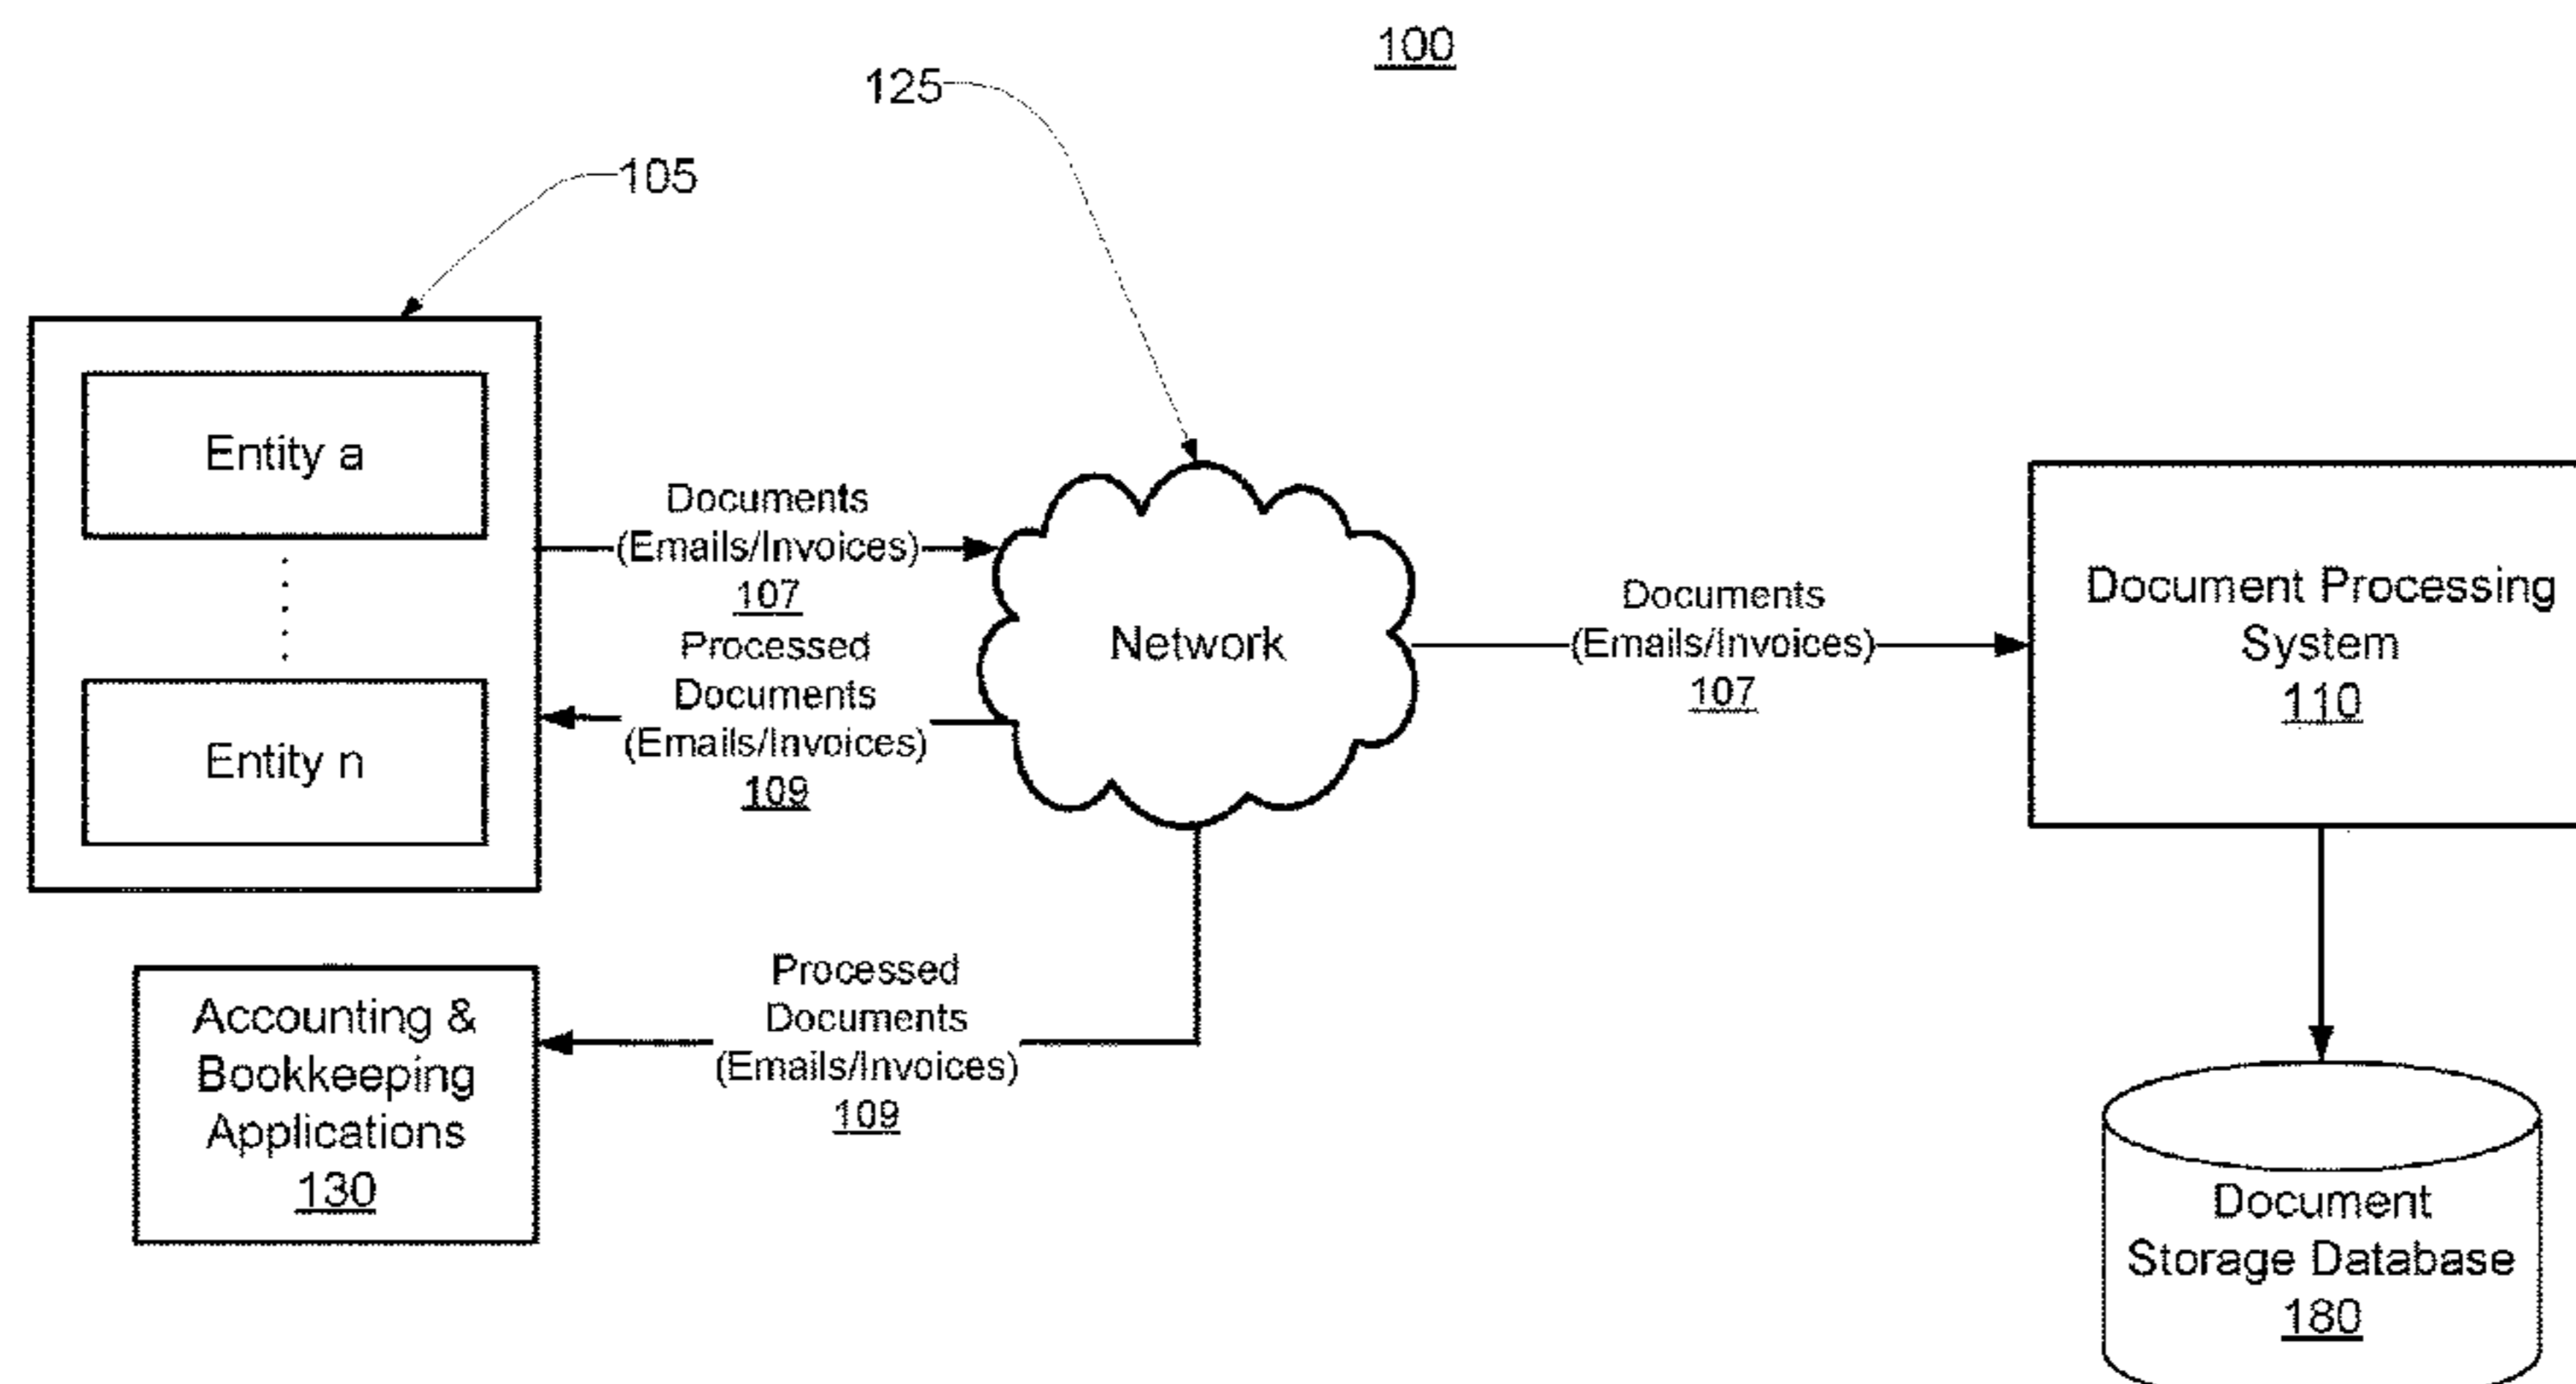 100
125
105
Entity a
Entity n
Documents
(Emails/Invoices)
107
Processed
Documents
(Emails/Invoices)
109
Network
Documents
(Emails/Invoices)
107
Document Processing
System
110
Accounting &
Bookkeeping
Applications
130
Processed
Documents
(Emails/Invoices)
109
Document
Storage Database
180